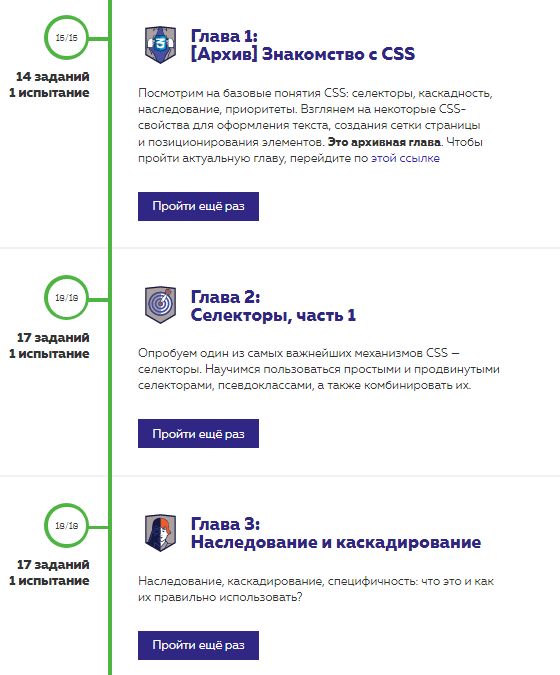 15/15
14 заданий
1 испытание
Глава 1:
[Архив] Знакомство с CSS
Посмотрим на базовые понятия CSS: селекторы, каскадность,
наследование, приоритеты. Взглянем на некоторые CSS-
свойства для оформления текста, создания сетки страницы
и позиционирования элементов. Это архивная глава. Чтобы
пройти актуальную главу, перейдите по этой ссылке
Пройти ещё раз
18/18
17 заданий
1 испытание
Глава 2:
Селекторы, часть 1
Опробуем один из самых важнейших механизмов CSS —
селекторы. Научимся пользоваться простыми и продвинутыми
селекторами, псевдоклассами, а также комбинировать их.
Пройти ещё раз
18/18
17 заданий
1 испытание
Глава 3:
Наследование и каскадирование
Наследование, каскадирование, специфичность: что это и как
их правильно использовать?
Пройти ещё раз